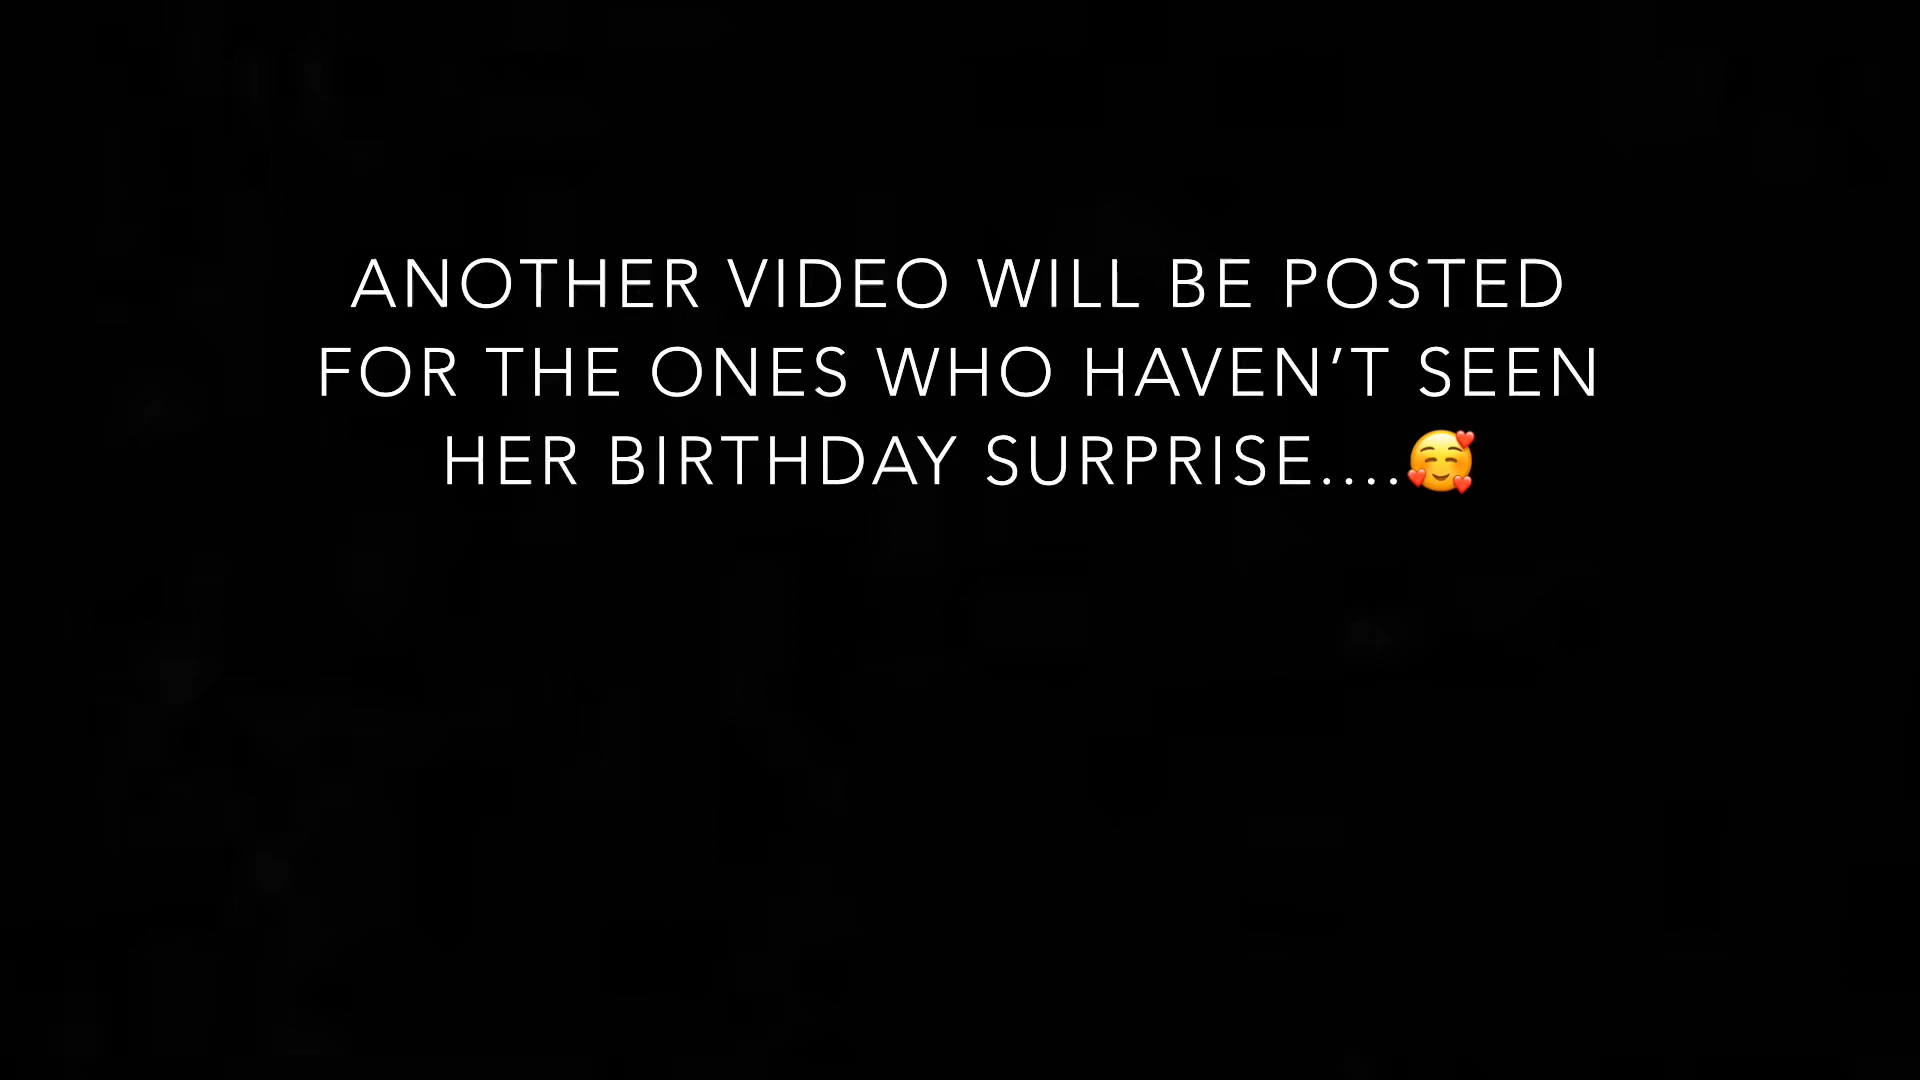 ANOTHER VIDEO WILL BE POSTED
FOR THE ONES WHO HAVEN’T SEEN
HER BIRTHDAY SURPRISE....🥰